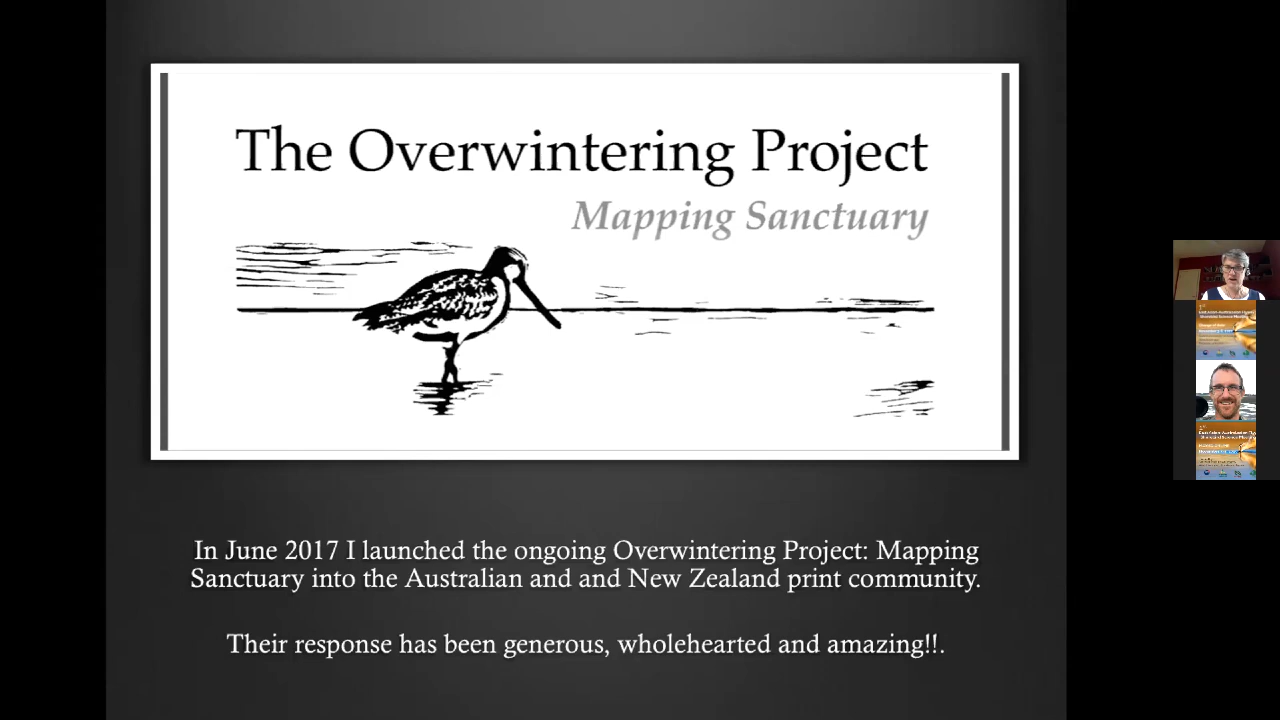 The Overwintering Project
Mapping Sanctuary
In June 2017 I launched the ongoing Overwintering Project: Mapping
Sanctuary into the Australian and and New Zealand print community.
Their response has been generous, wholehearted and amazing!!.